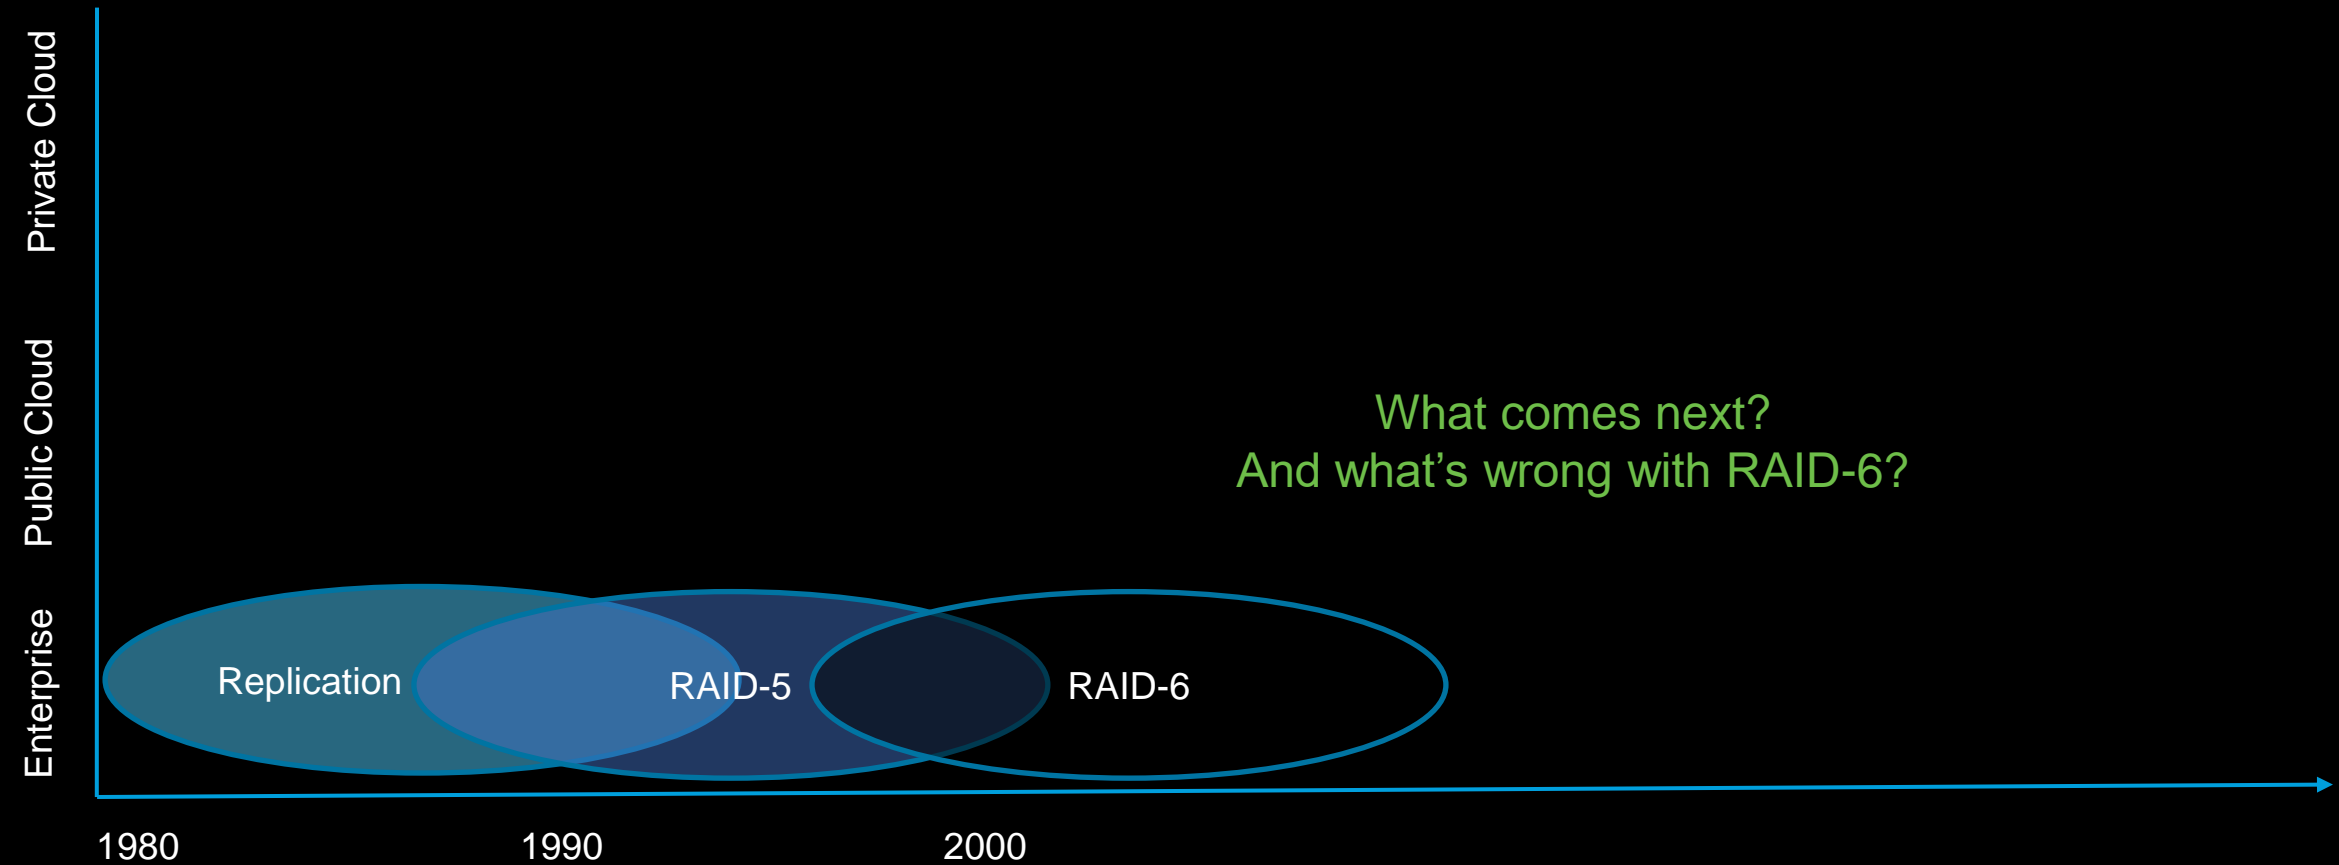 Private Cloud
Public Cloud
Enterprise
What comes next?
And what’s wrong with RAID-6?
Replication
RAID-5
RAID-6
1980
1990
2000